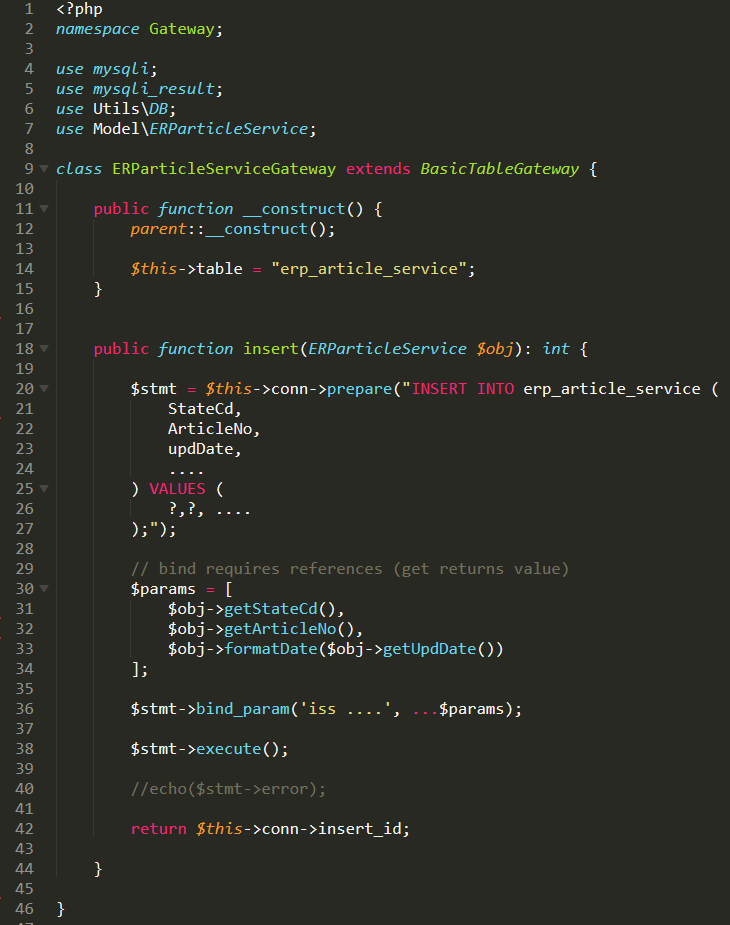 1 <?php
2 namespace Gateway;
3
4 use mysqli;
5 use mysqli_result;
6 use Utils\DB;
7 use Model\ERParticleService;
8
9 class ERParticleServiceGateway extends BasicTableGateway {
10
11     public function __construct() {
12         parent::__construct();
13
14         $this->table = "erp_article_service";
15     }
16
17
18     public function insert(ERParticleService $obj): int {
19
20         $stmt = $this->conn->prepare("INSERT INTO erp_article_service (
21             StateCd,
22             ArticleNo,
23             updDate,
24             ....
25         ) VALUES (
26             ?,?, ....
27         );");
28
29         // bind requires references (get returns value)
30         $params = [
31             $obj->getStateCd(),
32             $obj->getArticleNo(),
33             $obj->formatDate($obj->getUpdDate())
34         ];
35
36         $stmt->bind_param('iss ....', ...$params);
37
38         $stmt->execute();
39
40         //echo($stmt->error);
41
42         return $this->conn->insert_id;
43
44     }
45
46 }